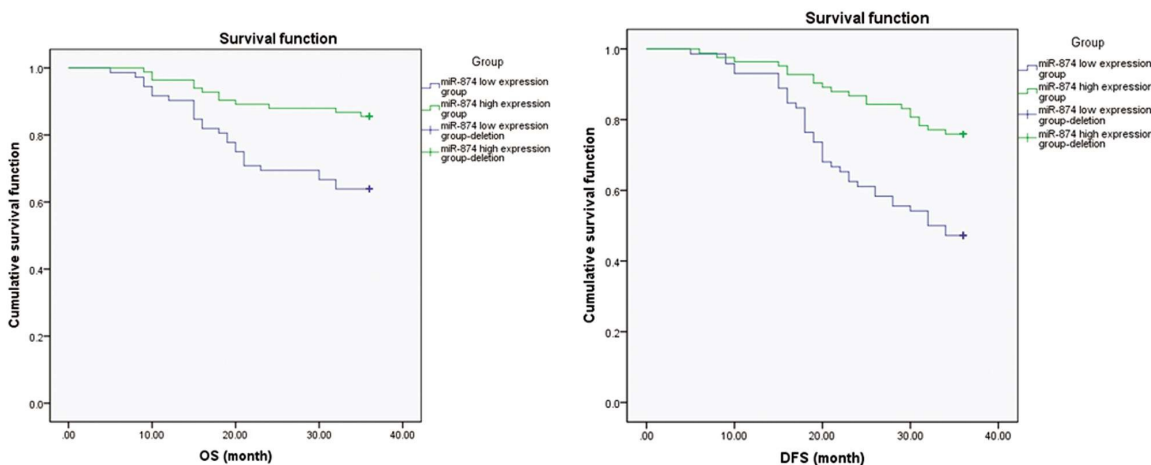 Survival function
Cumulative survival function
1.0
0.8
0.6
0.4
0.2
0.0
.00 10.00 20.00 30.00 40.00
OS (month)
Group
miR-874 low expression
group
miR-874 high expression
group
miR-874 low expression
group-deletion
miR-874 high expression
group-deletion
Survival function
Cumulative survival function
1.0
0.8
0.6
0.4
0.2
0.0
.00 10.00 20.00 30.00 40.00
DFS (month)
Group
miR-874 low expression
group
miR-874 high expression
group
miR-874 low expression
group-deletion
miR-874 high expression
group-deletion